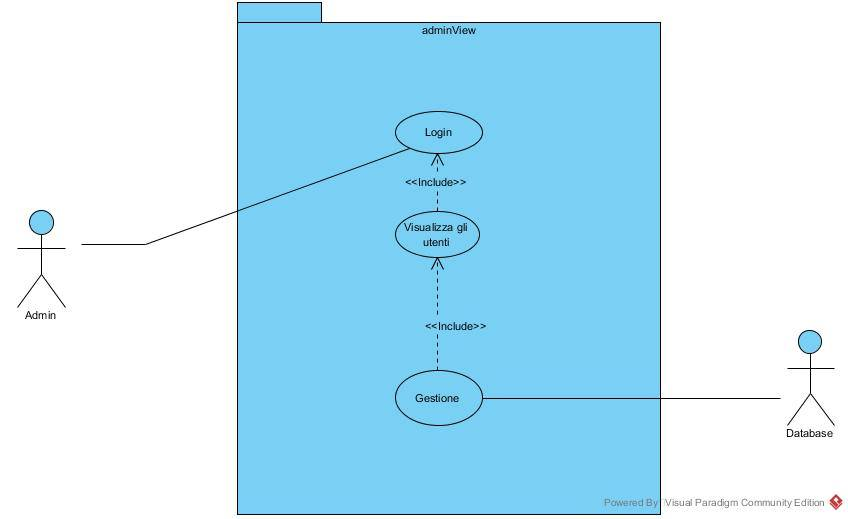 adminView
Login
<<Include>>
Visualizza gli
utenti
Admin
<<Include>>
Gestione
Database
Powered By Visual Paradigm Community Edition